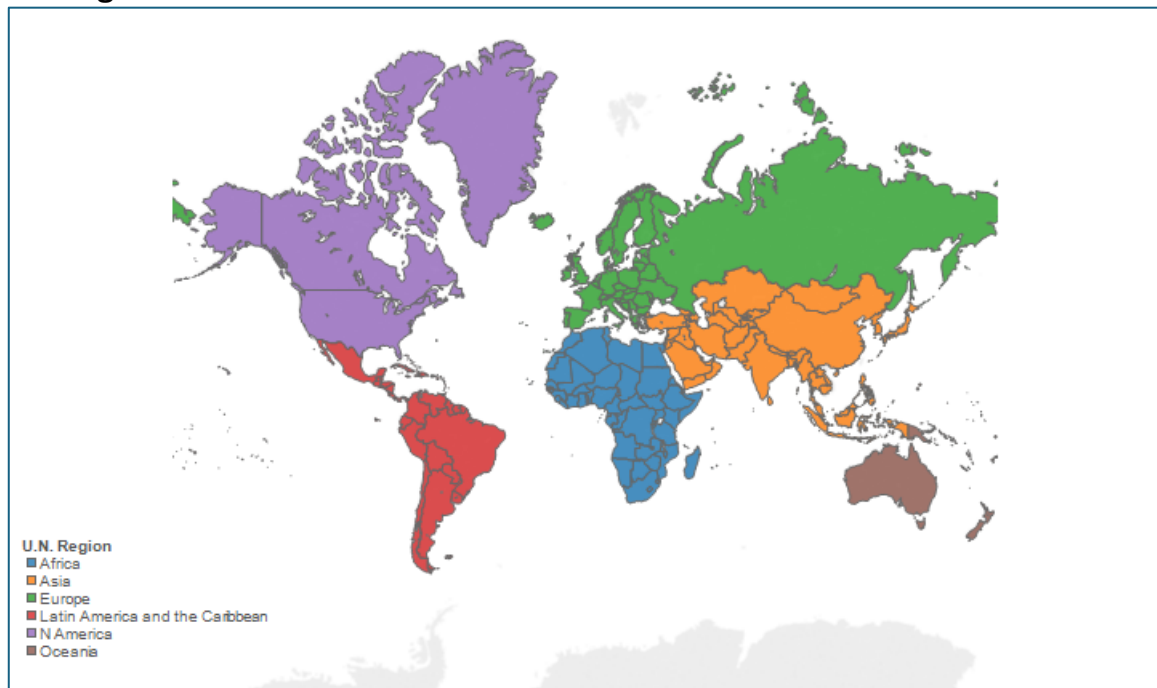 U.N. Region
Africa
Asia
Europe
Latin America and the Caribbean
N America
Oceania